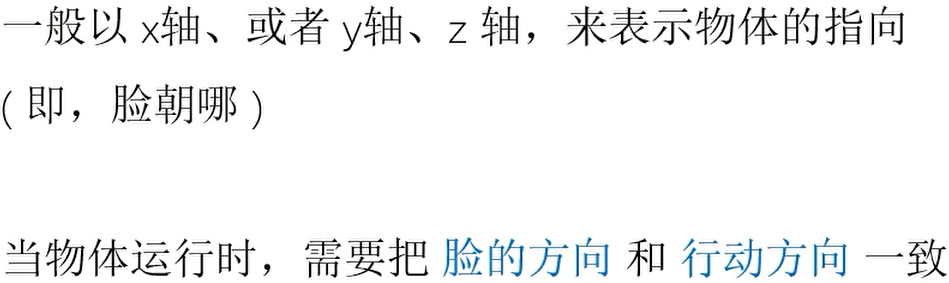 一般以 x轴、或者 y轴、z 轴，来表示物体的指向
( 即，脸朝哪 )
当物体运行时，需要把 脸的方向 和 行动方向 一致